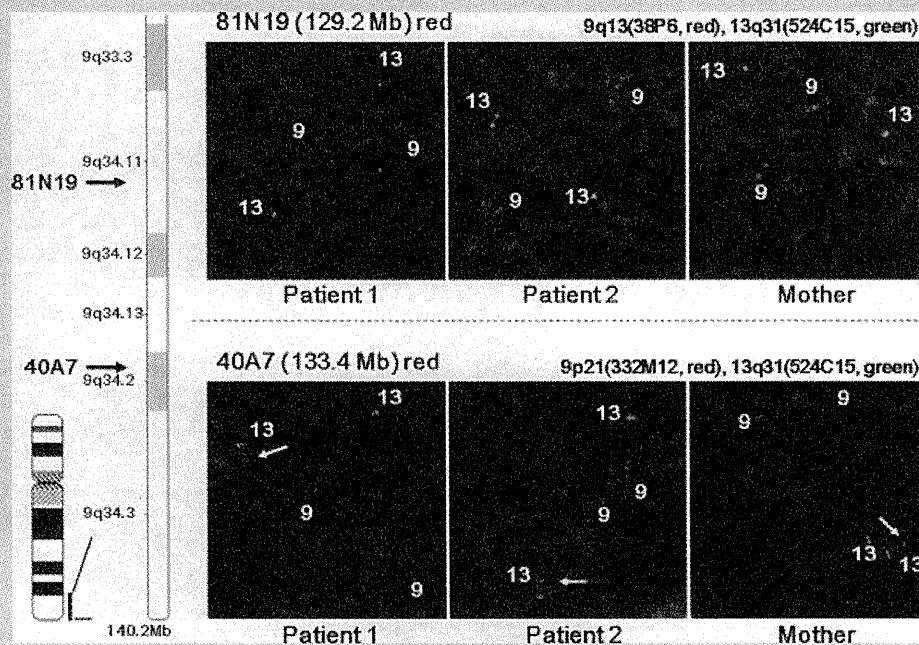 81N19 (129.2 Mb) red
9q13(38P6, red), 13q31(524C15, green)
9q33.3
9q34.11
81N19
9q34.12
9q34.13
40A7
9q34.2
9q34.3
140.2Mb
13
9
9
13
Patient 1
13
9
9
13
Patient 2
13
9
13
9
Mother
40A7 (133.4 Mb) red
9p21(332M12, red), 13q31(524C15, green)
13
13
9
9
Patient 1
13
9
9
13
Patient 2
9
9
13
13
Mother